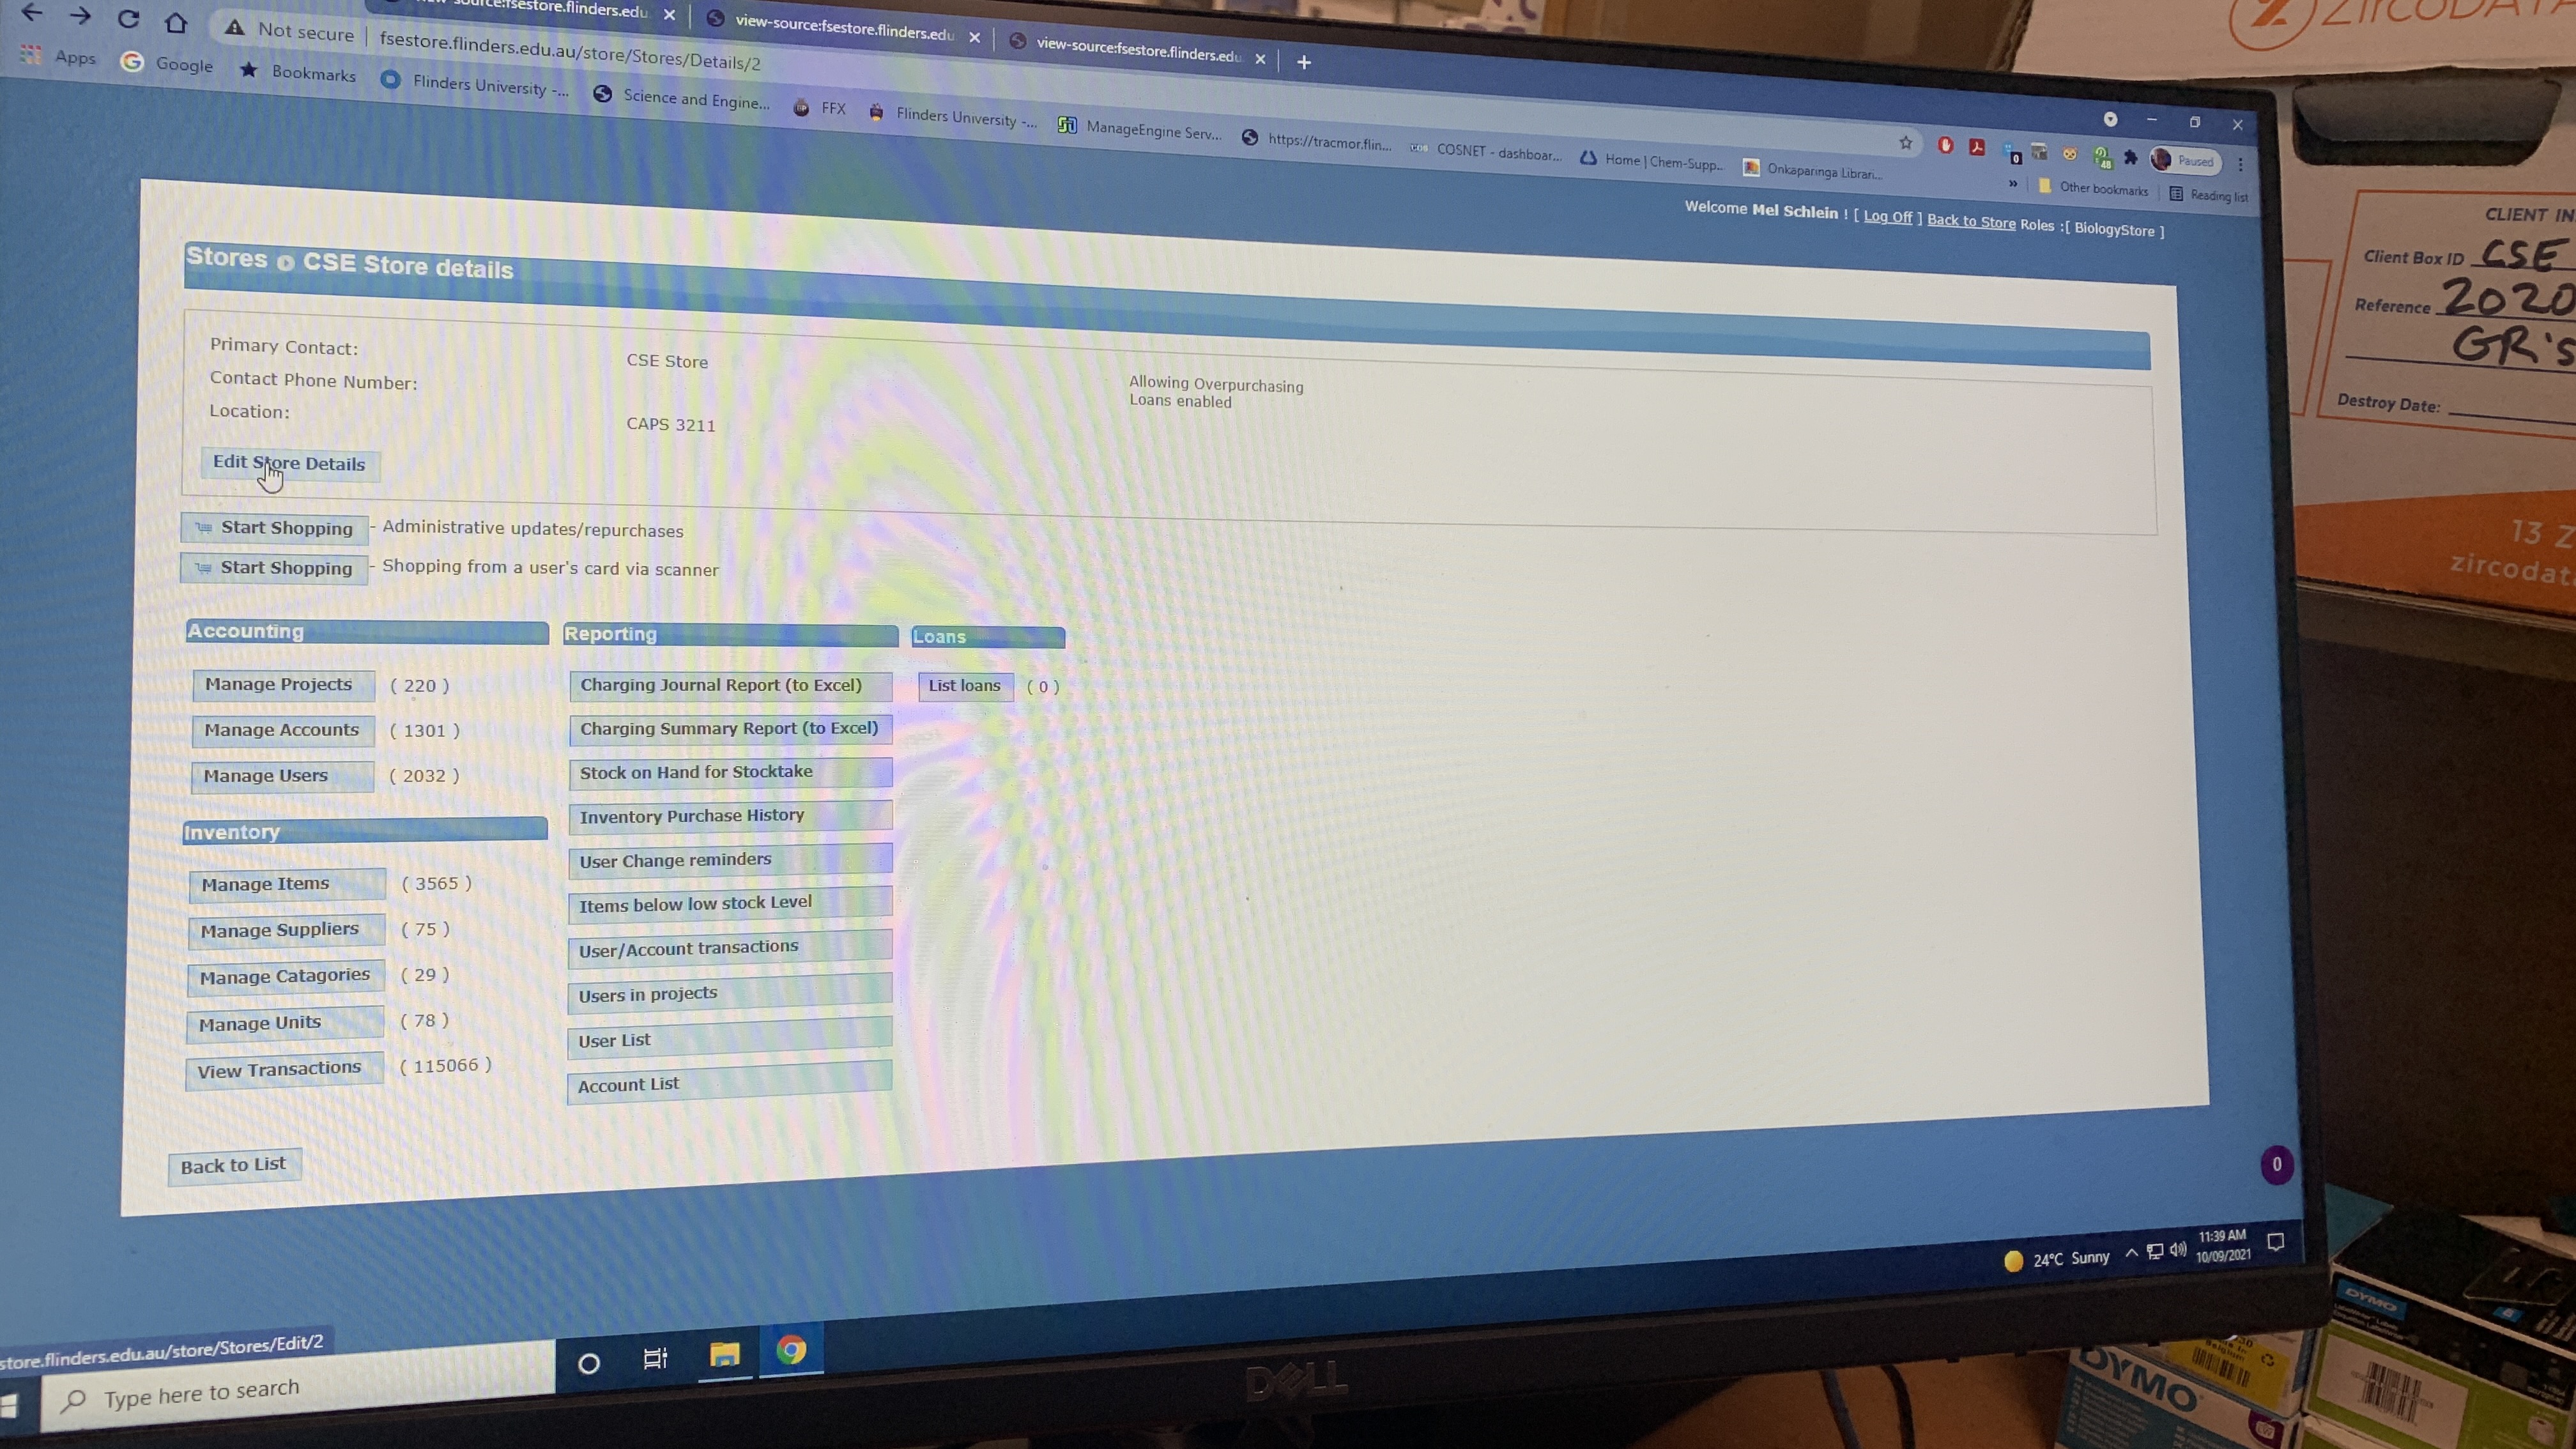 view-source:fsestore.flinders.edu
view-source:fsestore.flinders.edu
Not secure
fsestore.flinders.edu.au/store/Stores/Details/2
Apps
Google
Bookmarks
Flinders University -...
Science and Engine...
FFX
Flinders University -...
ManageEngine Serv...
https://tracmor.flin...
COSNET - dashboar...
Home | Chem-Supp...
Onkaparinga Librari...
Paused
Other bookmarks
Reading list
Welcome Mel Schlein ! [ Log Off ] Back to Store Roles :[ BiologyStore ]
Stores CSE Store details
Primary Contact: CSE Store
Contact Phone Number:
Location: CAPS 3211
Allowing Overpurchasing
Loans enabled
Edit Store Details
Start Shopping - Administrative updates/repurchases
Start Shopping - Shopping from a user's card via scanner
Accounting
Manage Projects ( 220 )
Manage Accounts ( 1301 )
Manage Users ( 2032 )
Inventory
Manage Items ( 3565 )
Manage Suppliers ( 75 )
Manage Catagories ( 29 )
Manage Units ( 78 )
View Transactions ( 115066 )
Reporting
Charging Journal Report (to Excel)
Charging Summary Report (to Excel)
Stock on Hand for Stocktake
Inventory Purchase History
User Change reminders
Items below low stock Level
User/Account transactions
Users in projects
User List
Account List
Loans
List loans ( 0 )
Back to List
0
store.flinders.edu.au/store/Stores/Edit/2
Type here to search
24°C Sunny
11:39 AM
10/09/2021
DELL
CLIENT IN
Client Box ID CSE
Reference 2020
GR's
Destroy Date:
13 Z
zircodat
DYMO
DYMO